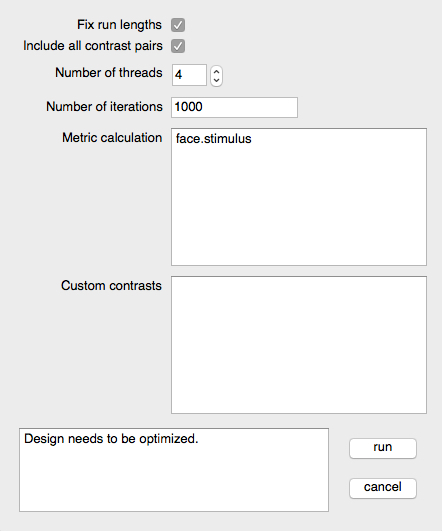 Fix run lengths
Include all contrast pairs
Number of threads 4
Number of iterations 1000
Metric calculation face.stimulus
Custom contrasts
Design needs to be optimized.
run
cancel